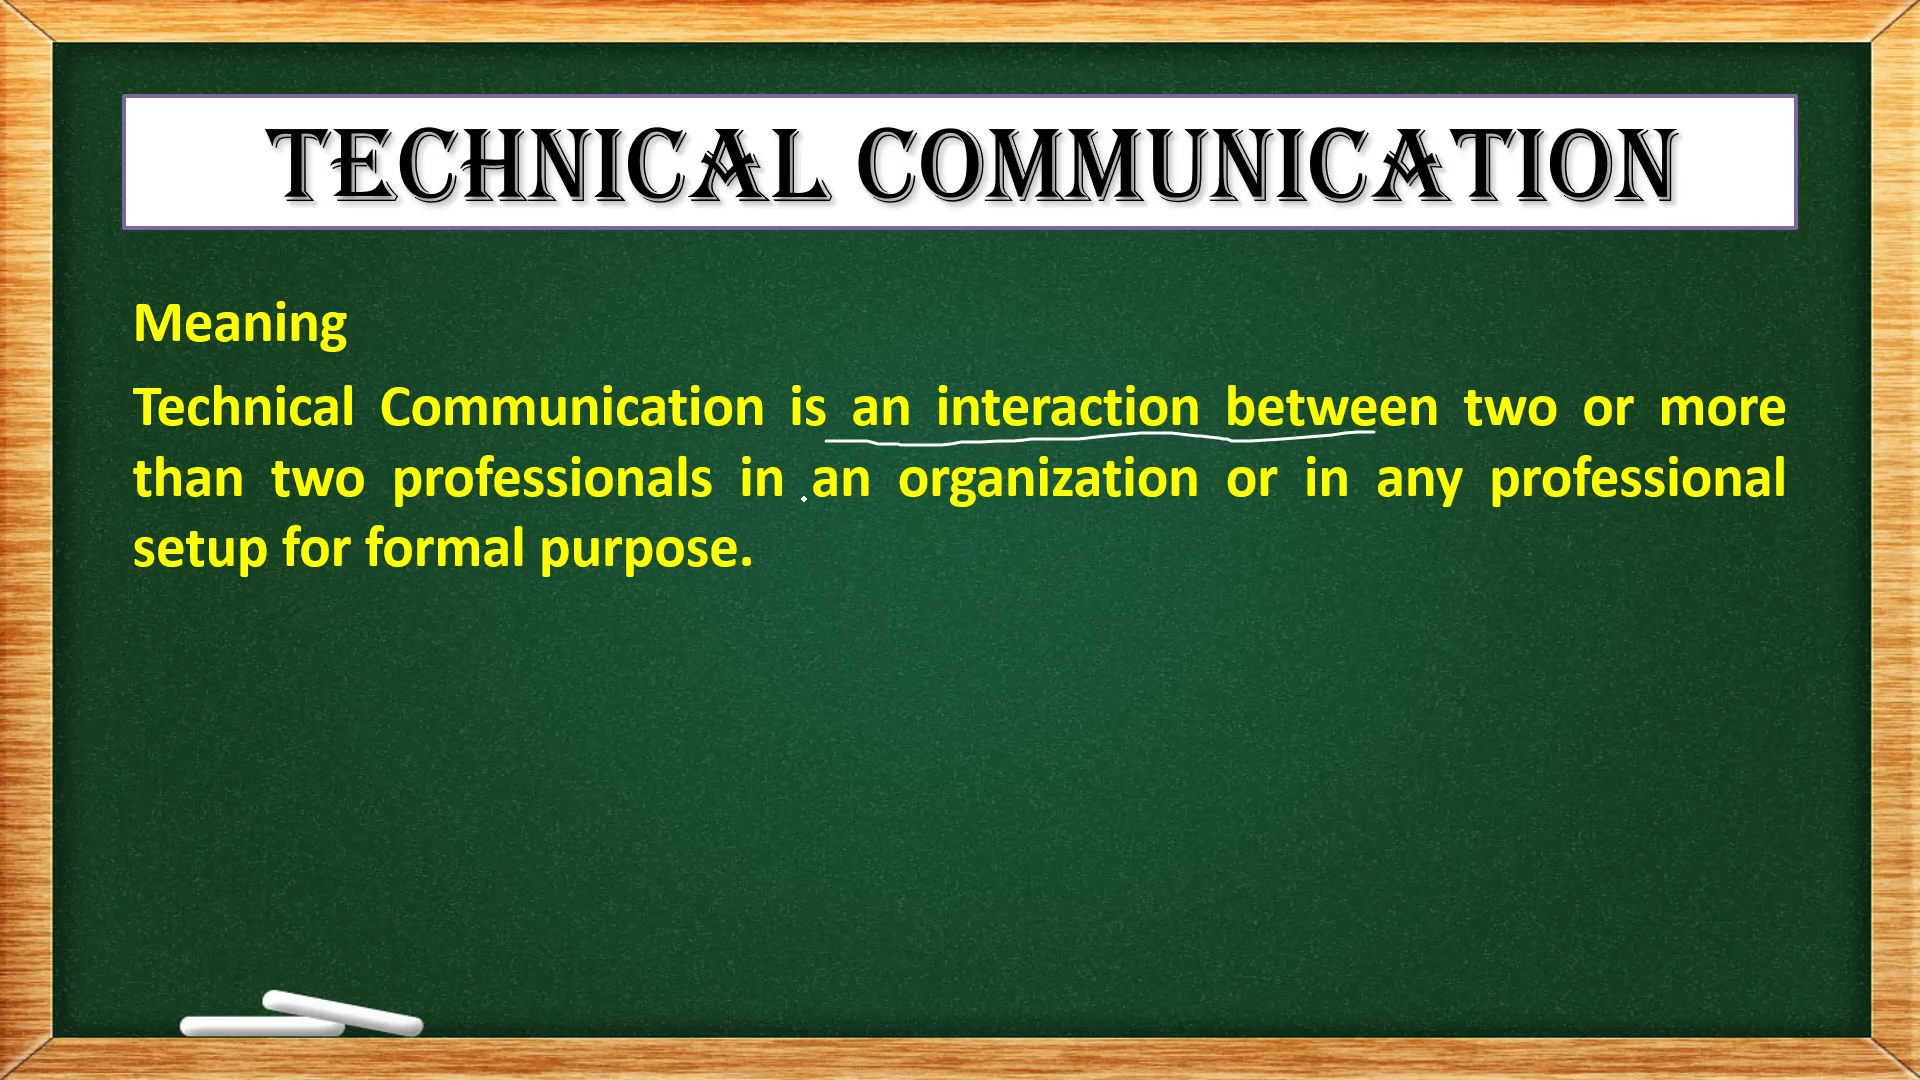 TECHNICAL COMMUNICATION
Meaning
Technical Communication is an interaction between two or more
than two professionals in an organization or in any professional
setup for formal purpose.